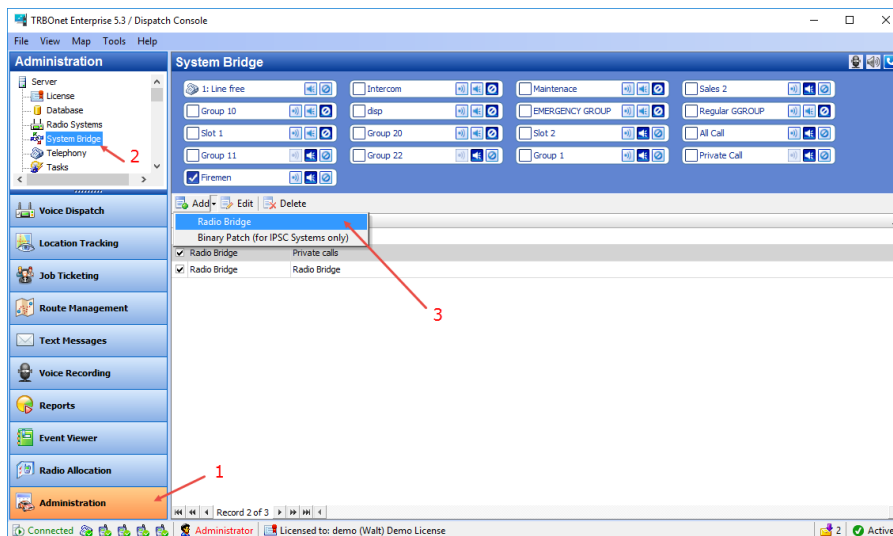 TRBOnet Enterprise 5.3 / Dispatch Console
File View Map Tools Help
Administration
Server
License
Database
Radio Systems
System Bridge
Telephony
Tasks
2
Voice Dispatch
Location Tracking
Job Ticketing
Route Management
Text Messages
Voice Recording
Reports
Event Viewer
Radio Allocation
Administration
1
System Bridge
1: Line free Intercom Maintenace Sales 2
Group 10 disp EMERGENCY GROUP Regular GGROUP
Slot 1 Group 20 Slot 2 All Call
Group 11 Group 22 Group 1 Private Call
Firemen
Add Edit Delete
Radio Bridge
Binary Patch (for IPSC Systems only)
Radio Bridge Private calls
Radio Bridge Radio Bridge
3
Record 2 of 3
Connected Administrator Licensed to: demo (Walt) Demo License 2 Active